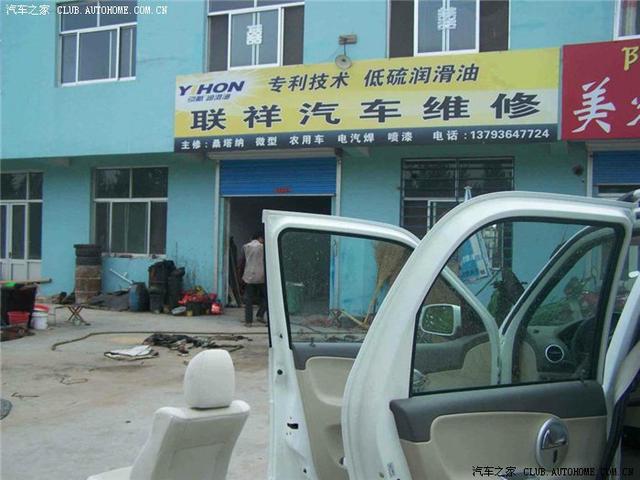 汽车之家 CLUB.AUTOHOME.COM.CN
YIHON 专利技术 低硫润滑油
联祥汽车维修
主修：桑塔纳 微型 农用车 电汽焊 喷漆 电话：13793647724
美
汽车之家 CLUB.AUTOHOME.COM.CN